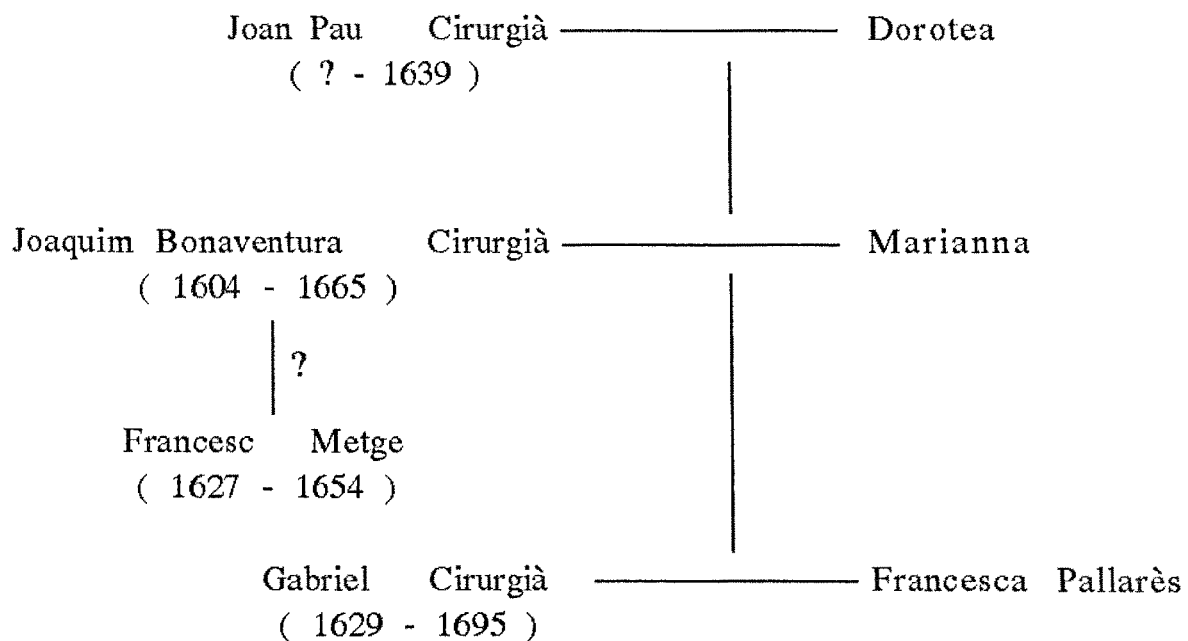 Joan Pau Cirurgià Dorotea
( ? - 1639 )
Joaquim Bonaventura Cirurgià Marianna
( 1604 - 1665 )
?
Francesc Metge
( 1627 - 1654 )
Gabriel Cirurgià Francesca Pallarès
( 1629 - 1695 )